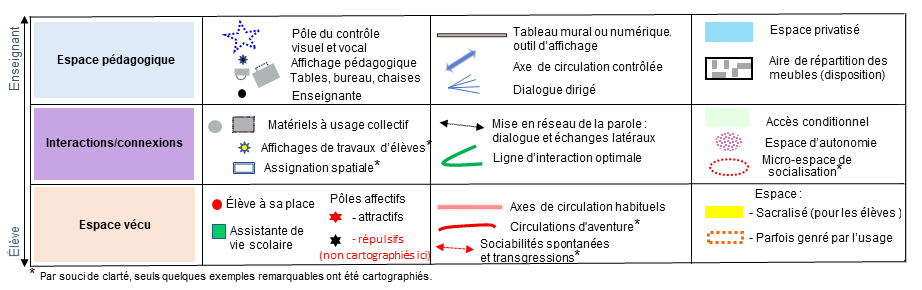 Enseignant
Élève
Espace pédagogique
Pôle du contrôle
visuel et vocal
Affichage pédagogique
Tables, bureau, chaises
Enseignante
Tableau mural ou numérique,
outil d'affichage
Axe de circulation contrôlée
Dialogue dirigé
Espace privatisé
Aire de répartition des
meubles (disposition)
Interactions/connexions
Matériels à usage collectif
Affichages de travaux d'élèves*
Assignation spatiale*
Mise en réseau de la parole :
dialogue et échanges latéraux
Ligne d'interaction optimale
Accès conditionnel
Espace d'autonomie
Micro-espace de
socialisation*
Espace vécu
Élève à sa place
Assistante de
vie scolaire
Pôles affectifs
- attractifs
- répulsifs
(non cartographiés ici)
Axes de circulation habituels
Circulations d'aventure*
Sociabilités spontanées
et transgressions*
Espace :
- Sacralisé (pour les élèves )
- Parfois genré par l'usage
* Par souci de clarté, seuls quelques exemples remarquables ont été cartographiés.